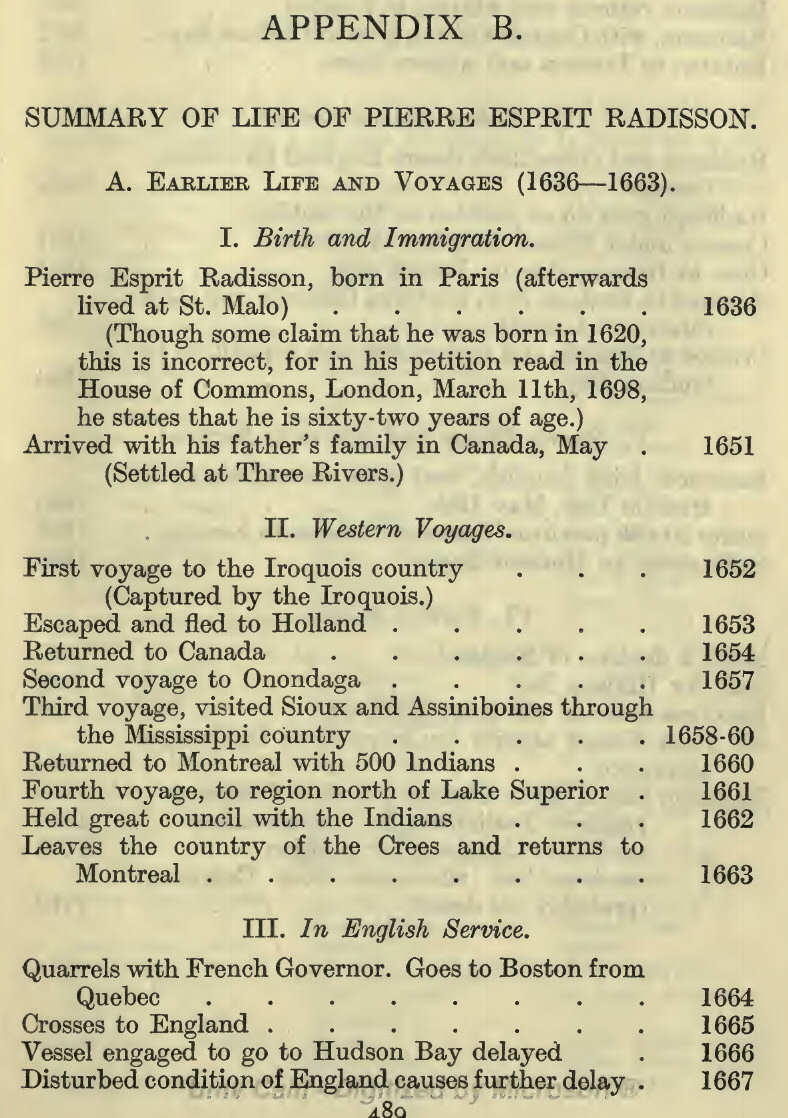 APPENDIX B.
SUMMARY OF LIFE OF PIERRE ESPRIT RADISSON.
A. EARLIER LIFE AND VOYAGES (1636—1663).
I. Birth and Immigration.
Pierre Esprit Radisson, born in Paris (afterwards
lived at St. Malo) . . . . . . 1636
(Though some claim that he was born in 1620,
this is incorrect, for in his petition read in the
House of Commons, London, March 11th, 1698,
he states that he is sixty-two years of age.)
Arrived with his father's family in Canada, May . 1651
(Settled at Three Rivers.)
II. Western Voyages.
First voyage to the Iroquois country . . . 1652
(Captured by the Iroquois.)
Escaped and fled to Holland . . . . . 1653
Returned to Canada . . . . . . 1654
Second voyage to Onondaga . . . . . 1657
Third voyage, visited Sioux and Assiniboines through
the Mississippi country . . . . . 1658-60
Returned to Montreal with 500 Indians . . . 1660
Fourth voyage, to region north of Lake Superior . 1661
Held great council with the Indians . . . 1662
Leaves the country of the Crees and returns to
Montreal . . . . . . . . 1663
III. In English Service.
Quarrels with French Governor. Goes to Boston from
Quebec . . . . . . . . 1664
Crosses to England . . . . . . . 1665
Vessel engaged to go to Hudson Bay delayed . 1666
Disturbed condition of England causes further delay . 1667
489